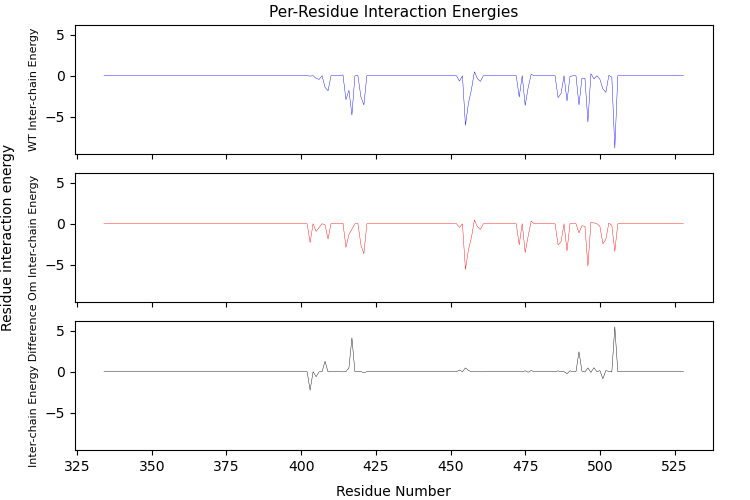 Per-Residue Interaction Energies
Residue interaction energy
WT Inter-chain Energy
5
0
−5
Om Inter-chain Energy
5
0
−5
Inter-chain Energy Difference
5
0
−5
325 350 375 400 425 450 475 500 525
Residue Number